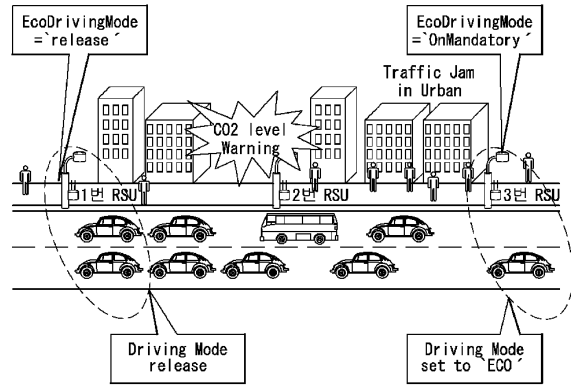 EcoDrivingMode
=`release´
EcoDrivingMode
=`OnMandatory´
Traffic Jam
in Urban
CO2 level
Warning
1번 RSU
2번 RSU
3번 RSU
Driving Mode
release
Driving Mode
set to `ECO´